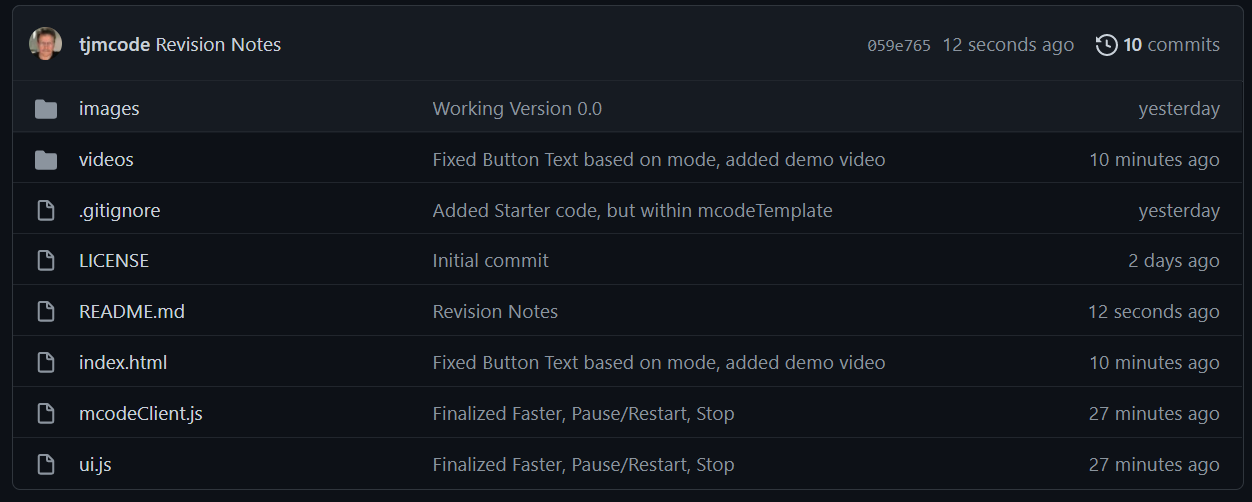 tjmcode Revision Notes 059e765 12 seconds ago 10 commits
images Working Version 0.0 yesterday
videos Fixed Button Text based on mode, added demo video 10 minutes ago
.gitignore Added Starter code, but within mcodeTemplate yesterday
LICENSE Initial commit 2 days ago
README.md Revision Notes 12 seconds ago
index.html Fixed Button Text based on mode, added demo video 10 minutes ago
mcodeClient.js Finalized Faster, Pause/Restart, Stop 27 minutes ago
ui.js Finalized Faster, Pause/Restart, Stop 27 minutes ago